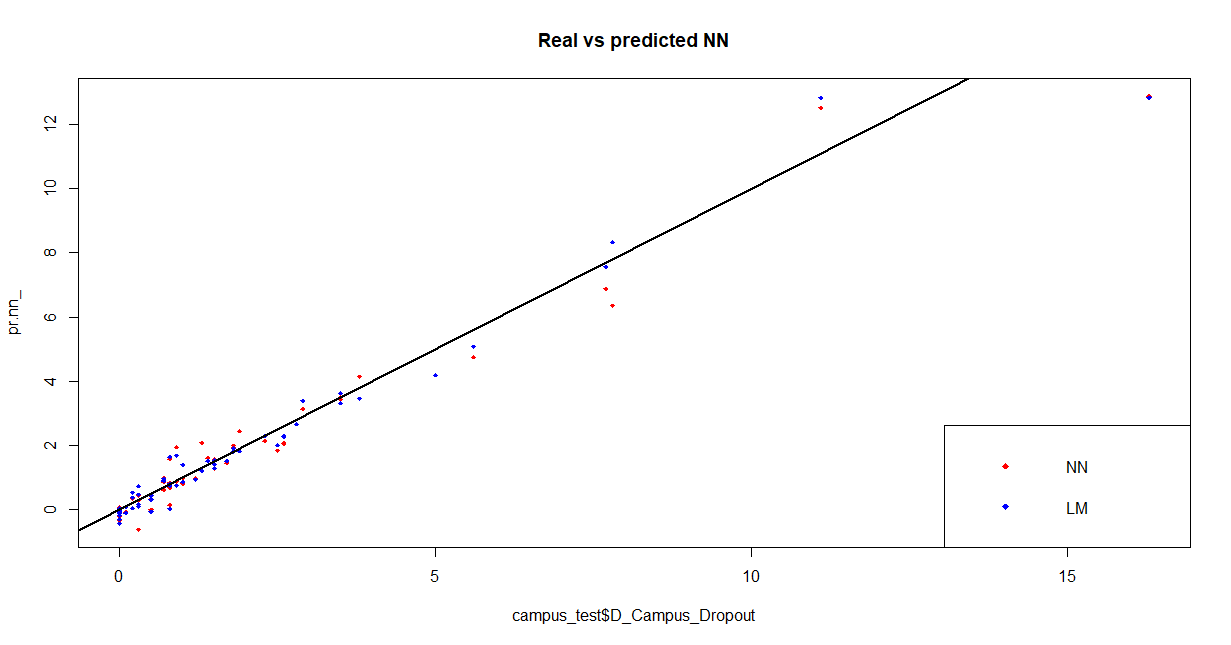 Real vs predicted NN
pr.nn_
12
10
8
6
4
2
0
0
5
10
15
campus_test$D_Campus_Dropout
NN
LM